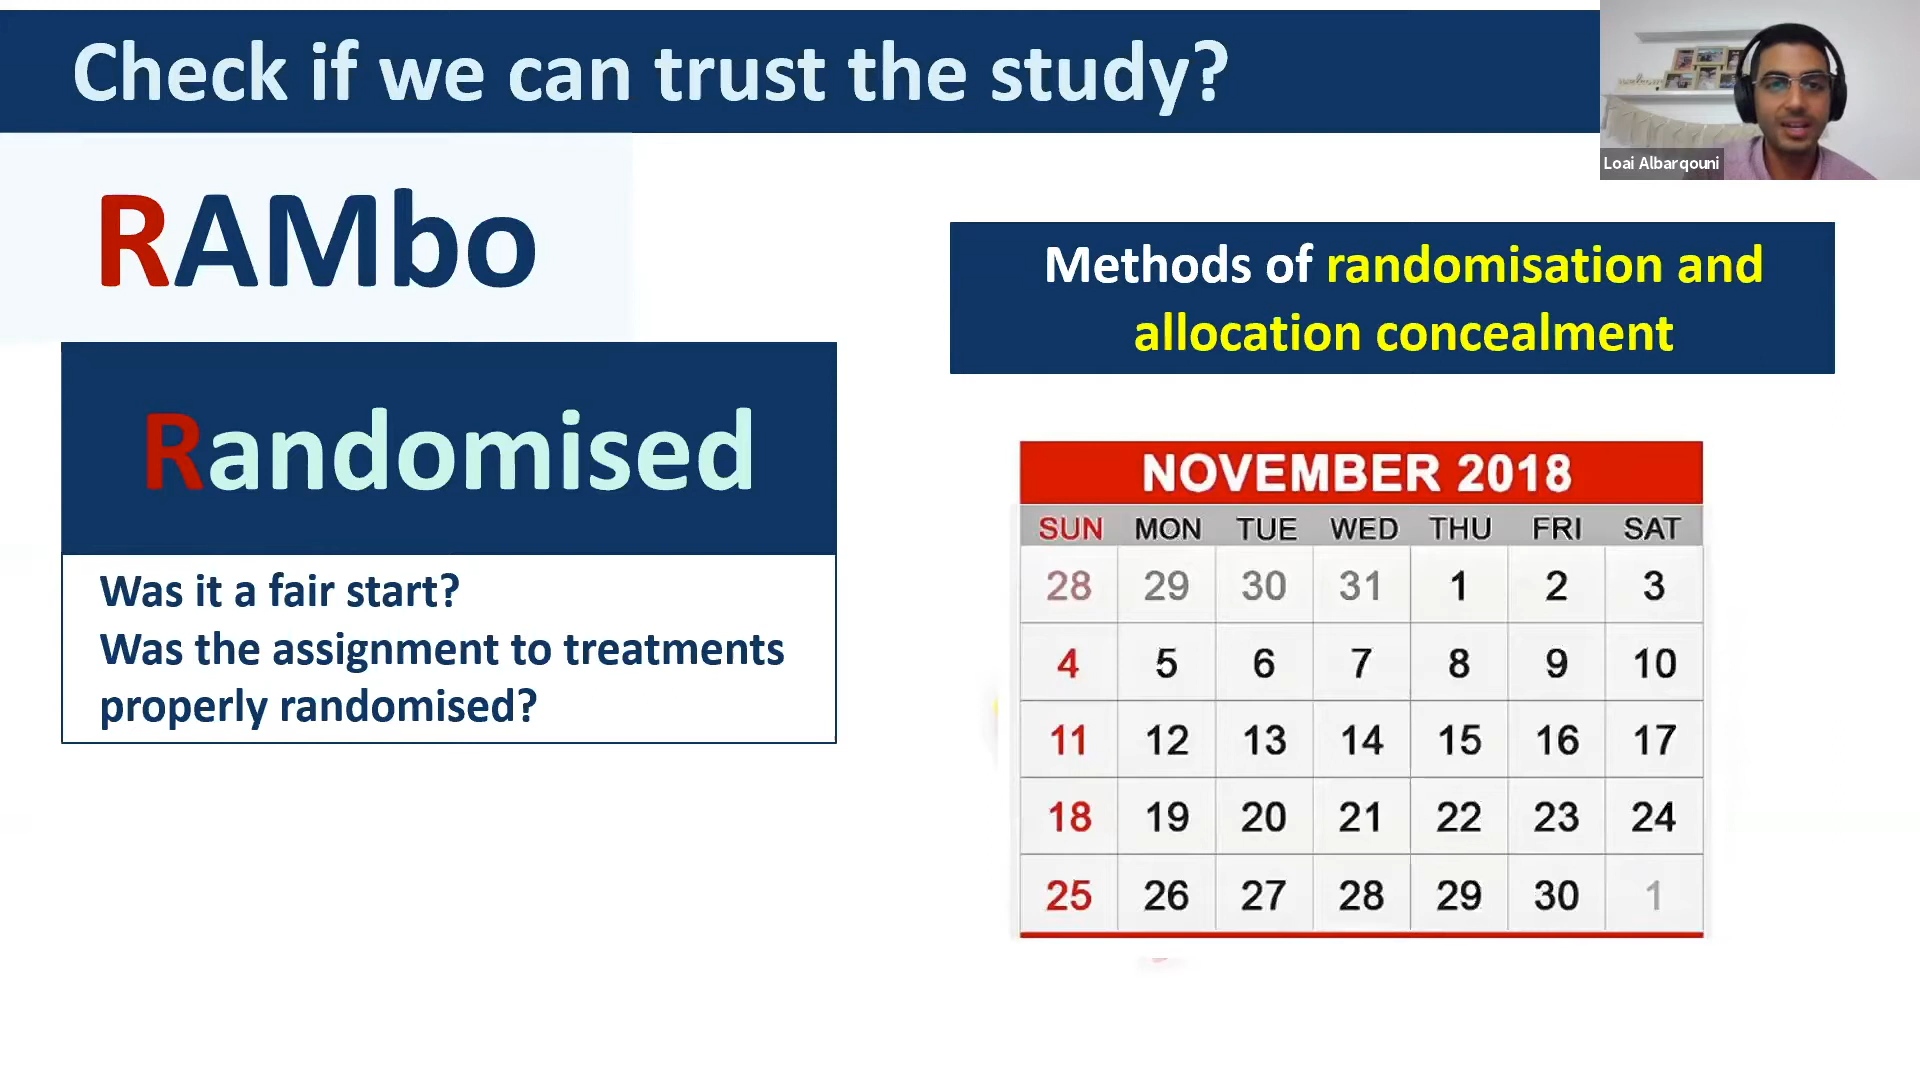 Check if we can trust the study?
Loai Albarqouni
RAMbo
Randomised
Was it a fair start?
Was the assignment to treatments
properly randomised?
Methods of randomisation and
allocation concealment
NOVEMBER 2018
SUN MON TUE WED THU FRI SAT
28 29 30 31 1 2 3
4 5 6 7 8 9 10
11 12 13 14 15 16 17
18 19 20 21 22 23 24
25 26 27 28 29 30 1